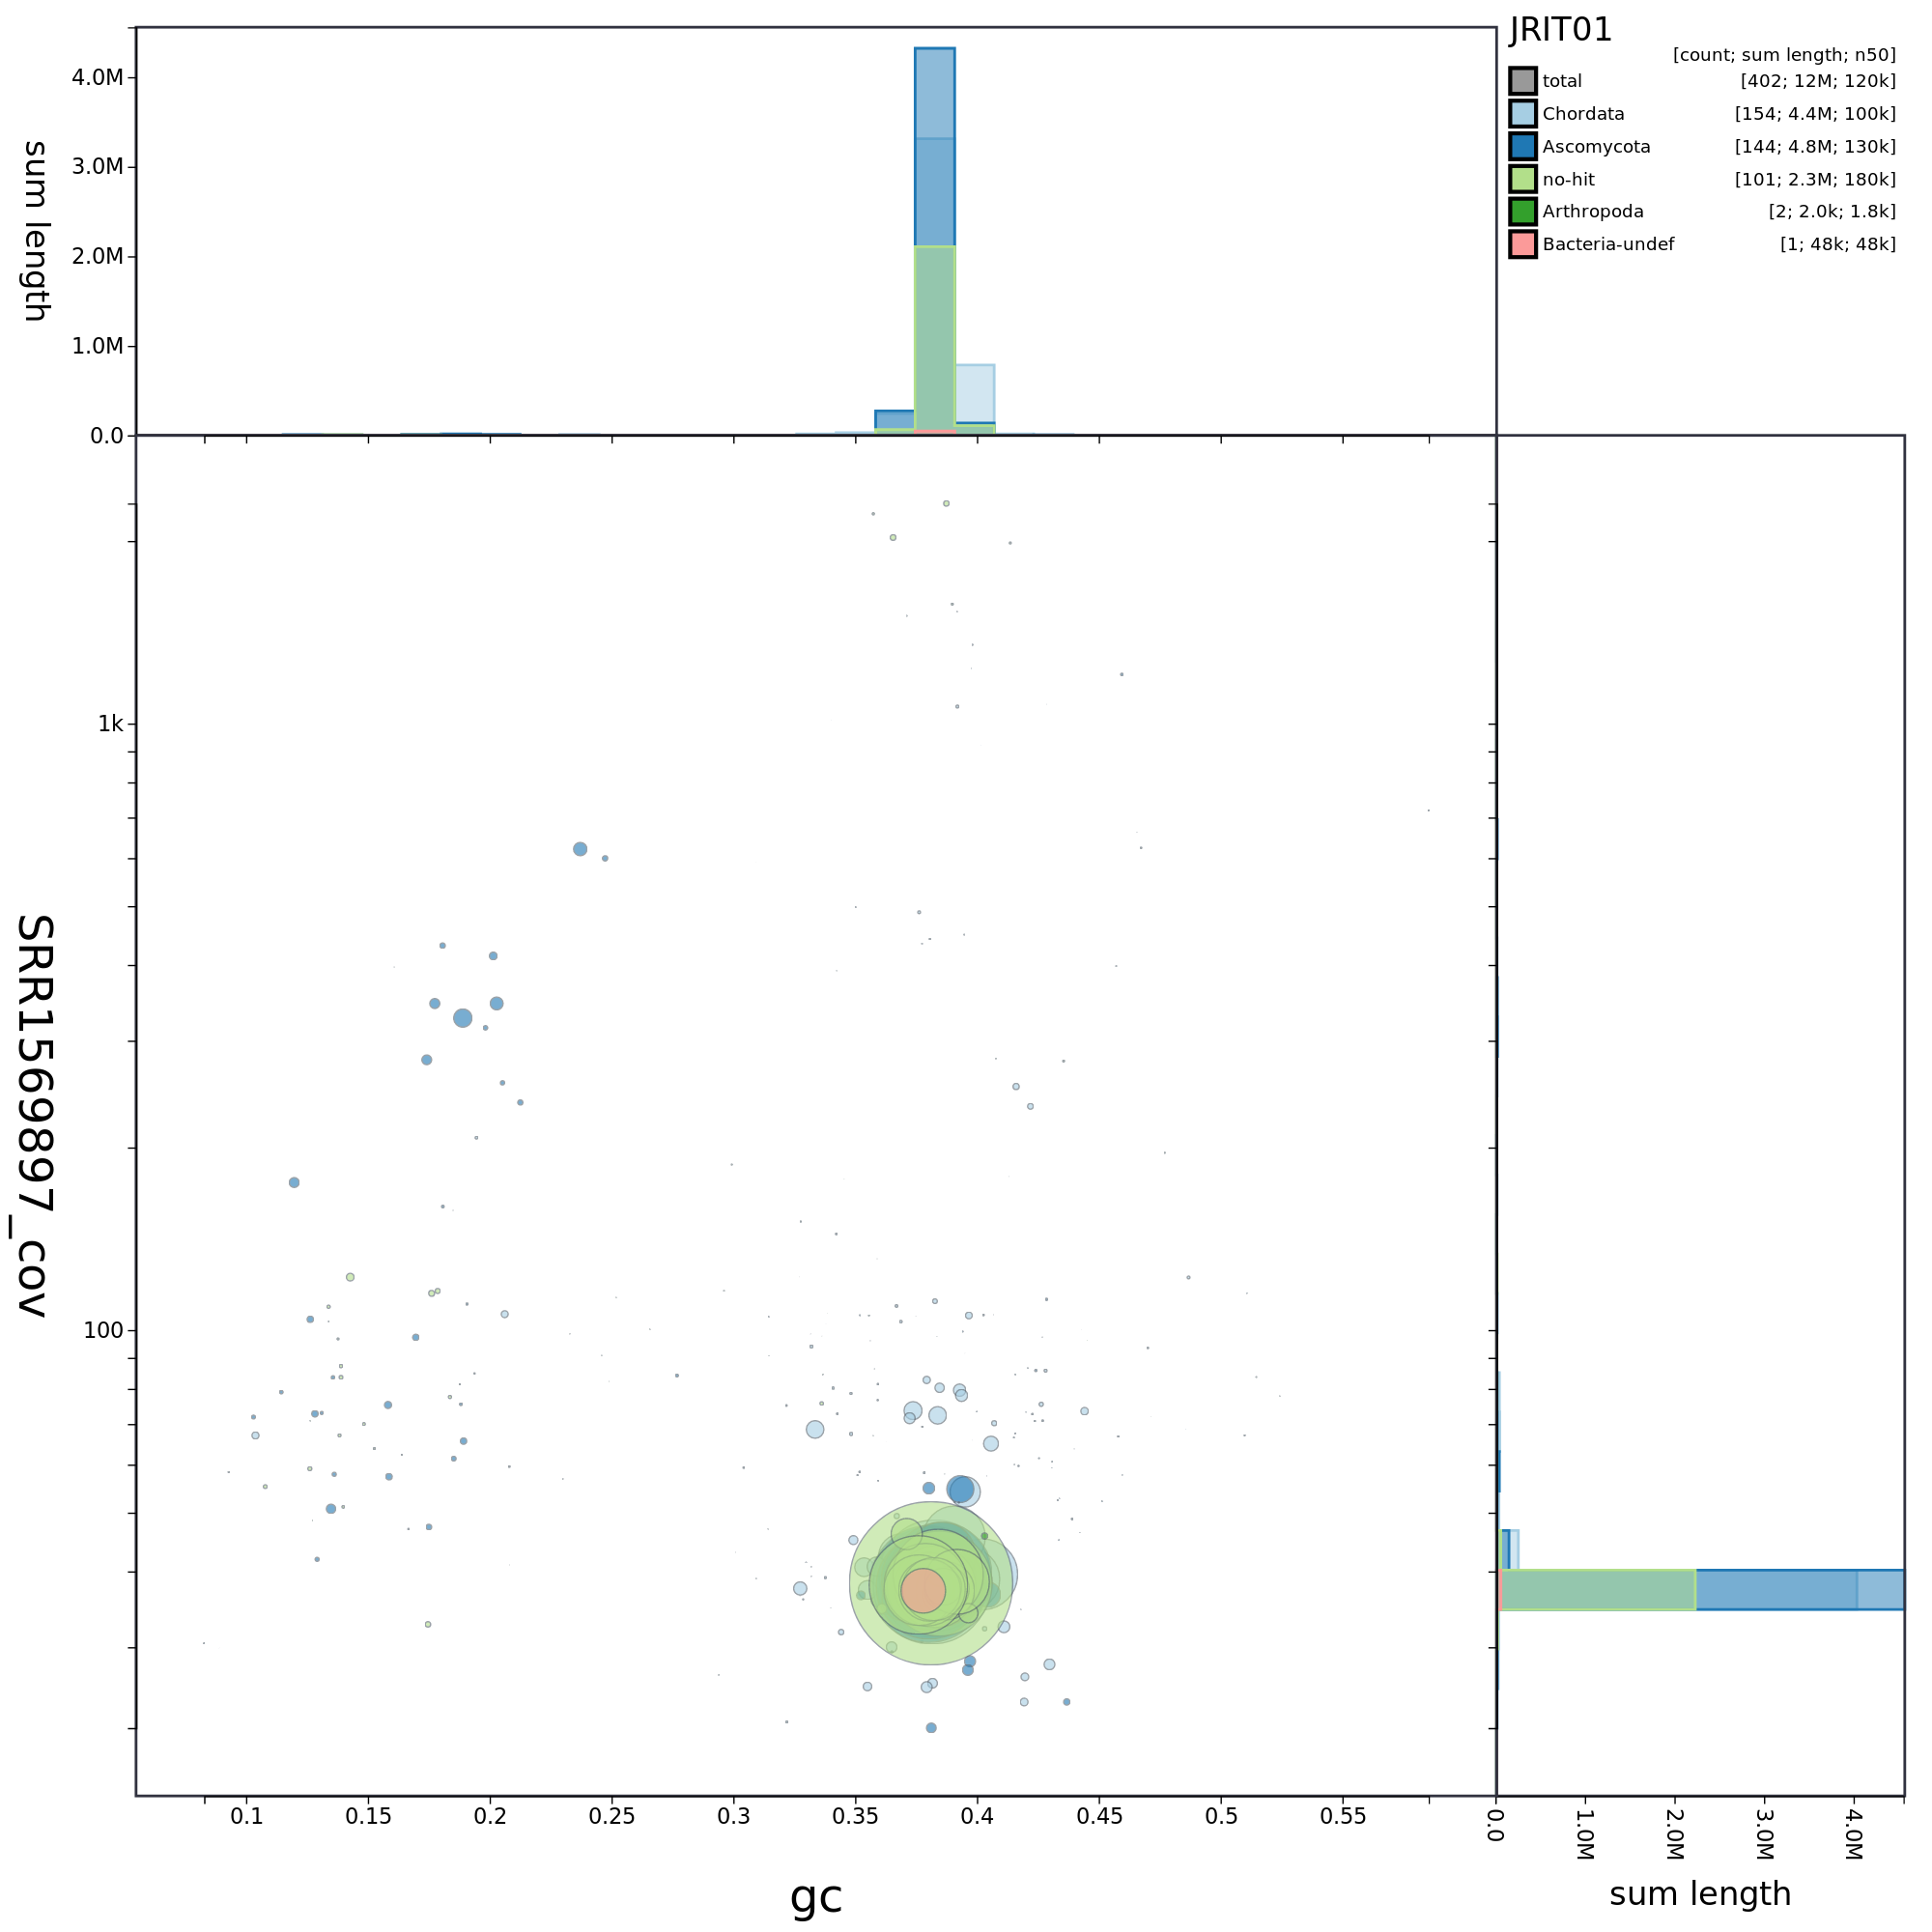 JRIT01
[count; sum length; n50]
total [402; 12M; 120k]
Chordata [154; 4.4M; 100k]
Ascomycota [144; 4.8M; 130k]
no-hit [101; 2.3M; 180k]
Arthropoda [2; 2.0k; 1.8k]
Bacteria-undef [1; 48k; 48k]
sum length
4.0M
3.0M
2.0M
1.0M
0.0
SRR1569897_cov
1k
100
0.1 0.15 0.2 0.25 0.3 0.35 0.4 0.45 0.5 0.55
gc
0.0 1.0M 2.0M 3.0M 4.0M
sum length